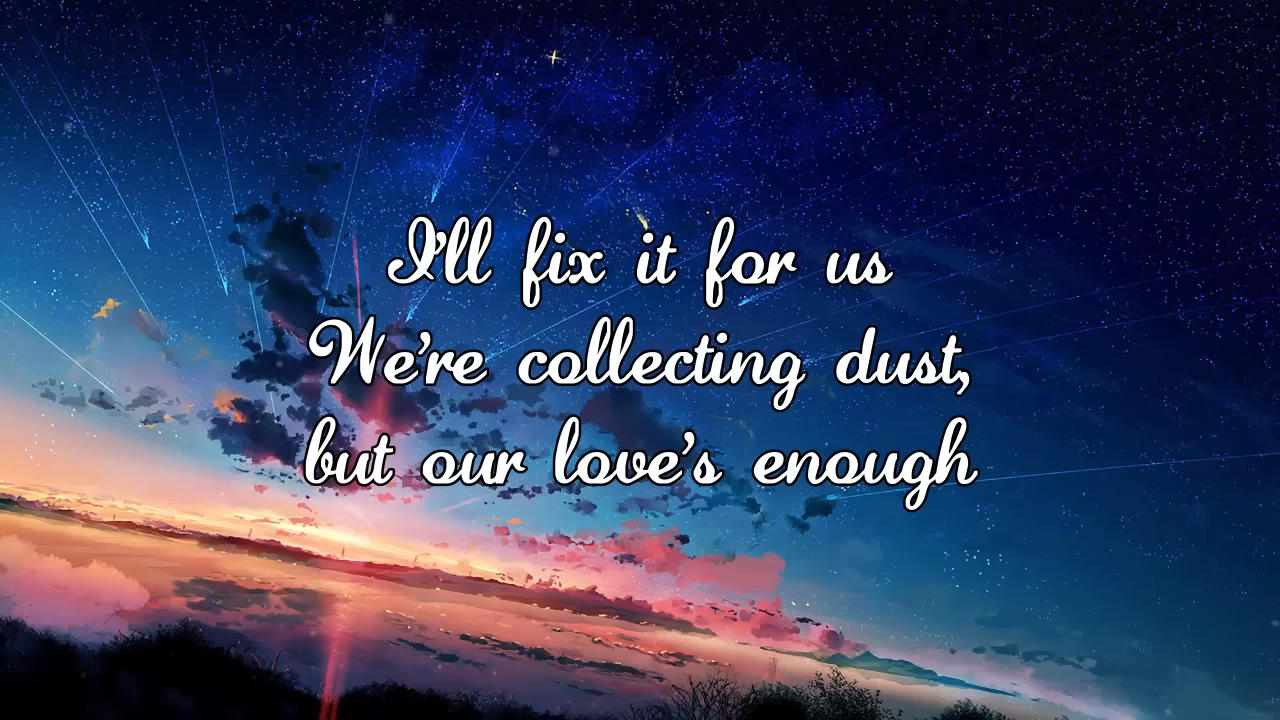 I'll fix it for us
We're collecting dust,
but our love's enough